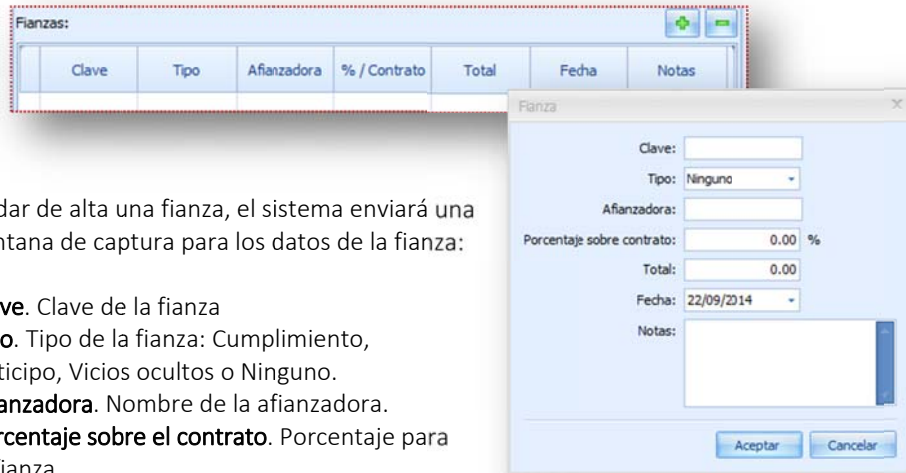 Fianzas:
Clave Tipo Afianzadora % / Contrato Total Fecha Notas
Fianza
Clave:
Tipo: Ninguno
Afianzadora:
Porcentaje sobre contrato: 0.00 %
Total: 0.00
Fecha: 22/09/2014
Notas:
Aceptar Cancelar
dar de alta una fianza, el sistema enviará una
ntana de captura para los datos de la fianza:
ve. Clave de la fianza
o. Tipo de la fianza: Cumplimiento,
ticipo, Vicios ocultos o Ninguno.
anzadora. Nombre de la afianzadora.
rcentaje sobre el contrato. Porcentaje para
fianza